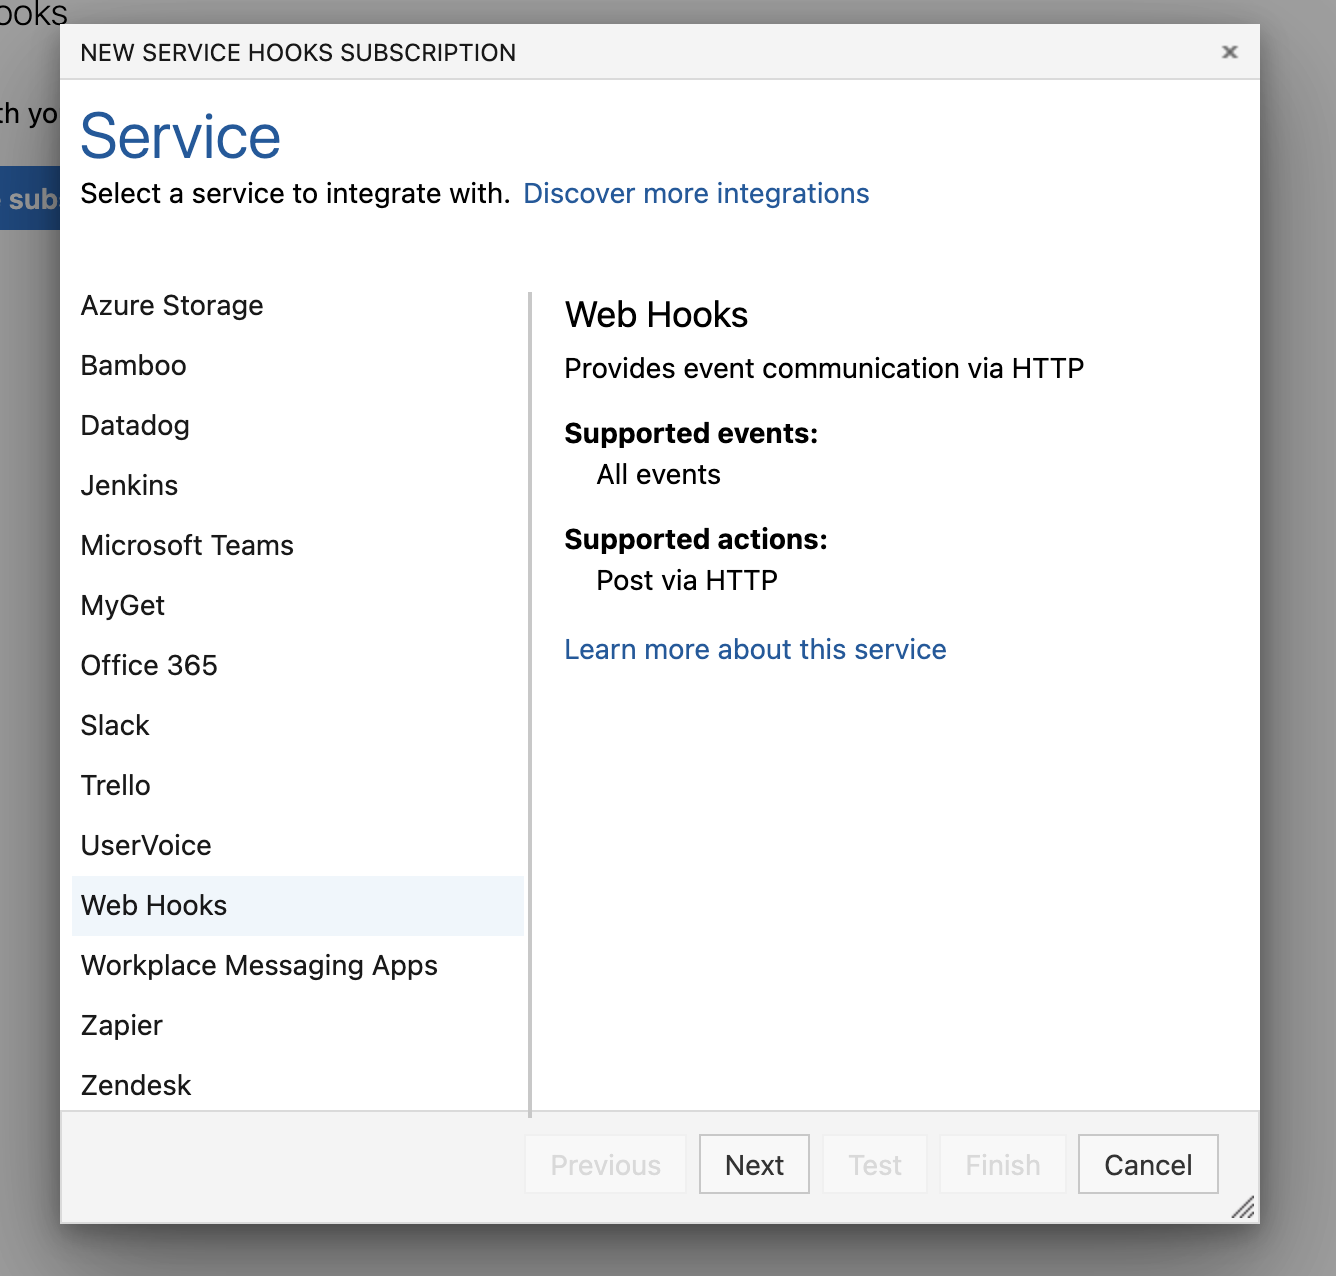 ooks
NEW SERVICE HOOKS SUBSCRIPTION
th yo
Service
sub
Select a service to integrate with. Discover more integrations
Azure Storage
Bamboo
Datadog
Jenkins
Microsoft Teams
MyGet
Office 365
Slack
Trello
UserVoice
Web Hooks
Workplace Messaging Apps
Zapier
Zendesk
Web Hooks
Provides event communication via HTTP
Supported events:
All events
Supported actions:
Post via HTTP
Learn more about this service
Previous Next Test Finish Cancel